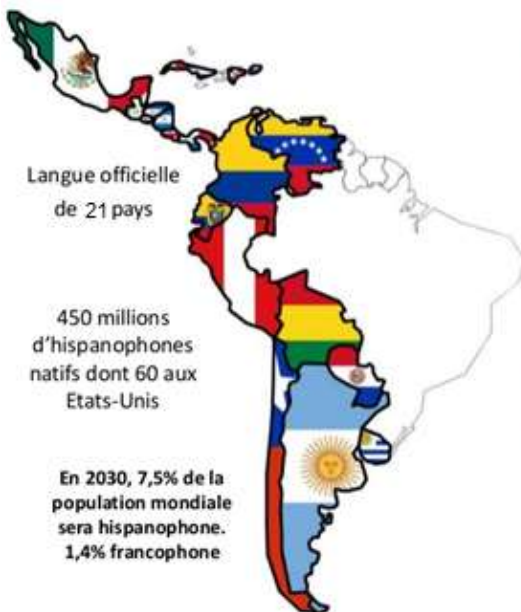 Langue officielle
de 21 pays
450 millions
d'hispanophones
natifs dont 60 aux
Etats-Unis
En 2030, 7,5% de la
population mondiale
sera hispanophone.
1,4% francophone